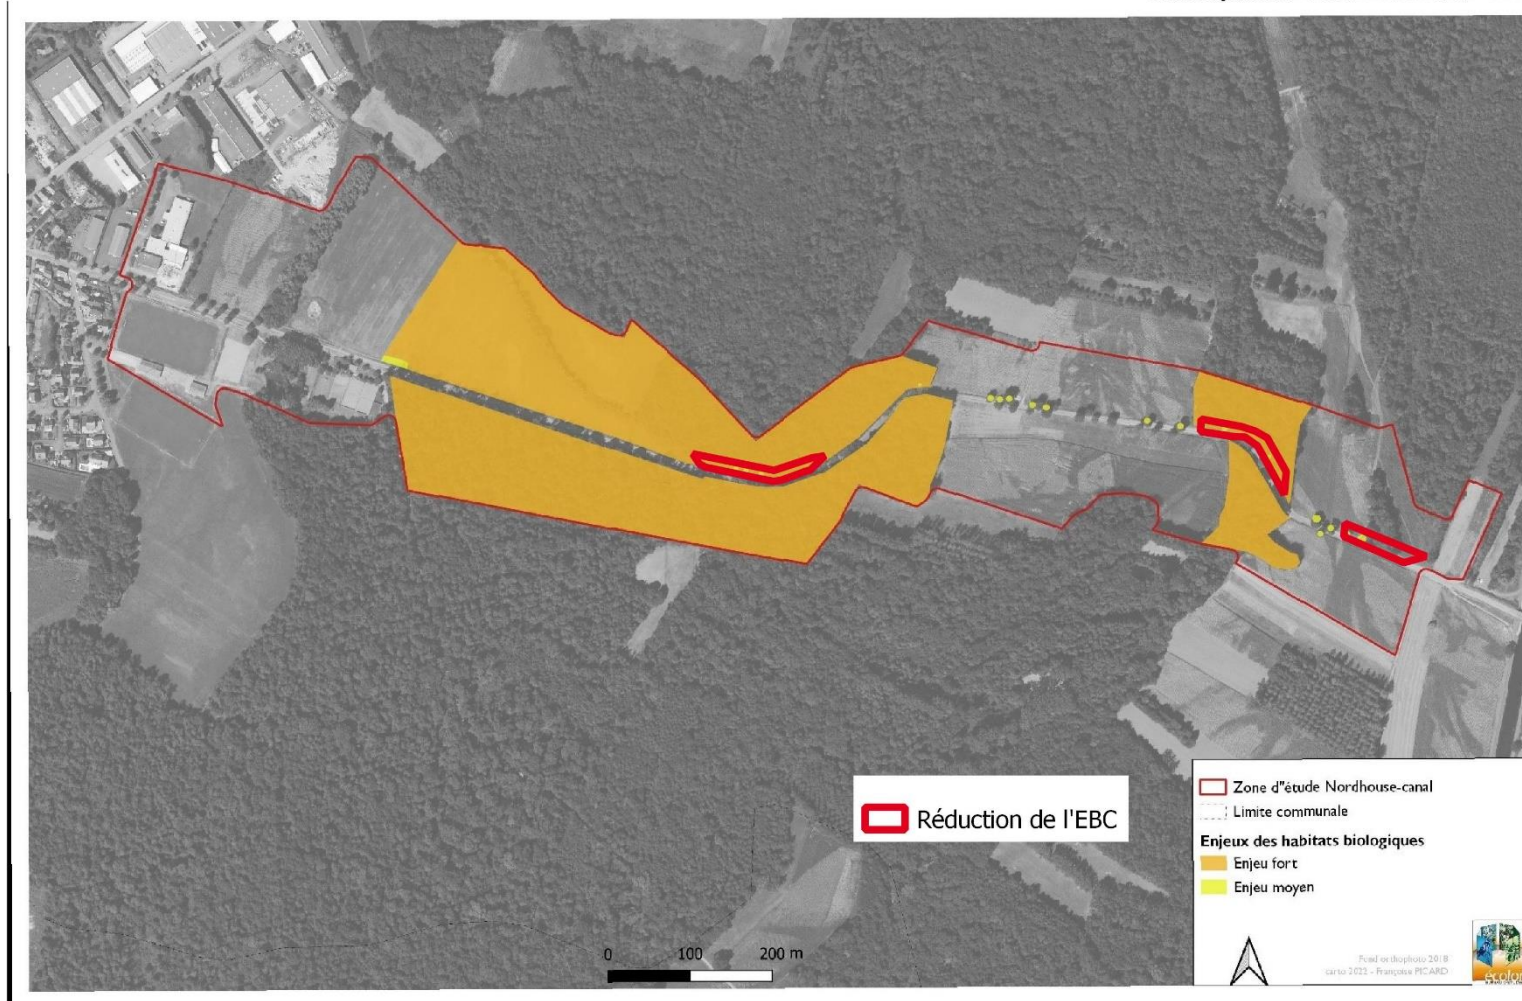 Réduction de l'EBC
Zone d"étude Nordhouse-canal
Limite communale
Enjeux des habitats biologiques
Enjeu fort
Enjeu moyen
0 100 200 m
Fond orthophoto 2018
carto 2022 - Françoise PICARD
écolor